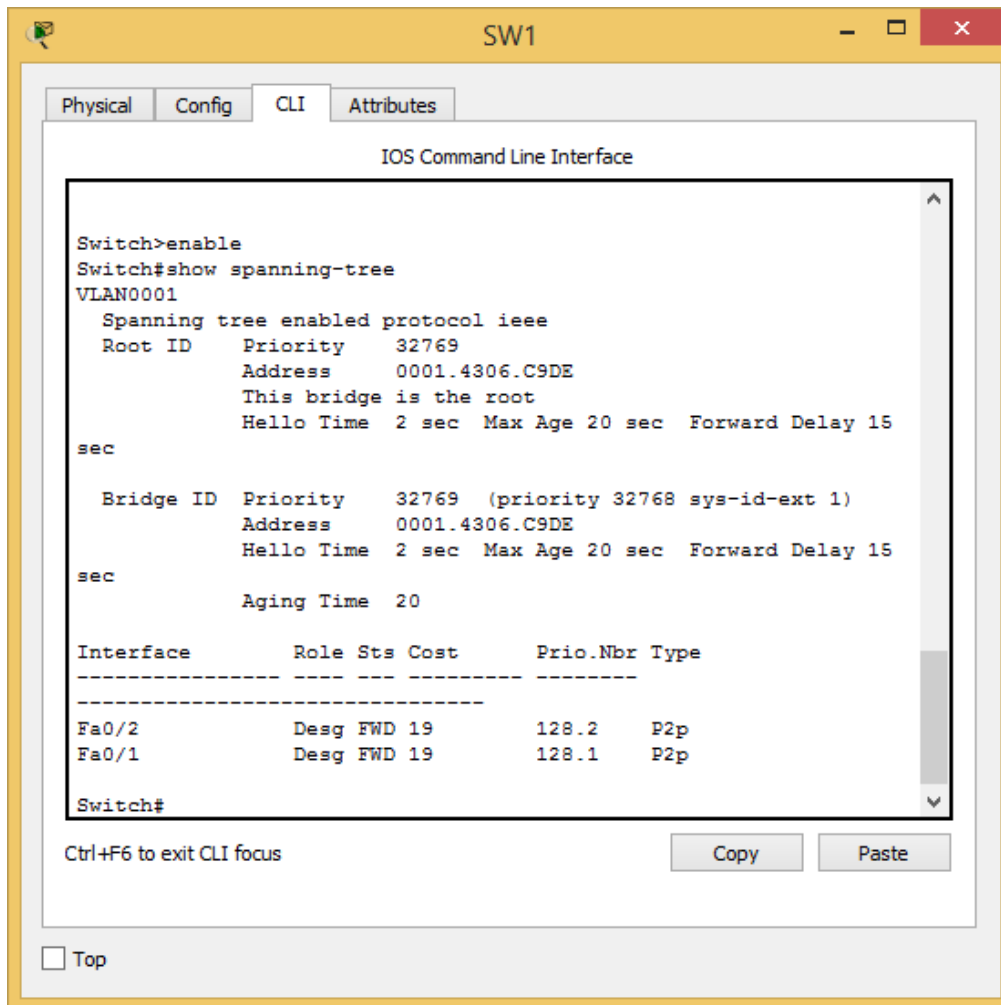 SW1
Physical Config CLI Attributes
IOS Command Line Interface
Switch>enable
Switch#show spanning-tree
VLAN0001
  Spanning tree enabled protocol ieee
  Root ID    Priority    32769
             Address     0001.4306.C9DE
             This bridge is the root
             Hello Time  2 sec  Max Age 20 sec  Forward Delay 15
sec
  Bridge ID  Priority    32769  (priority 32768 sys-id-ext 1)
             Address     0001.4306.C9DE
             Hello Time  2 sec  Max Age 20 sec  Forward Delay 15
sec
             Aging Time  20
Interface        Role Sts Cost      Prio.Nbr Type
---------------- ---- --- --------- --------
--------------------------------
Fa0/2            Desg FWD 19        128.2    P2p
Fa0/1            Desg FWD 19        128.1    P2p
Switch#
Ctrl+F6 to exit CLI focus
Copy Paste
Top